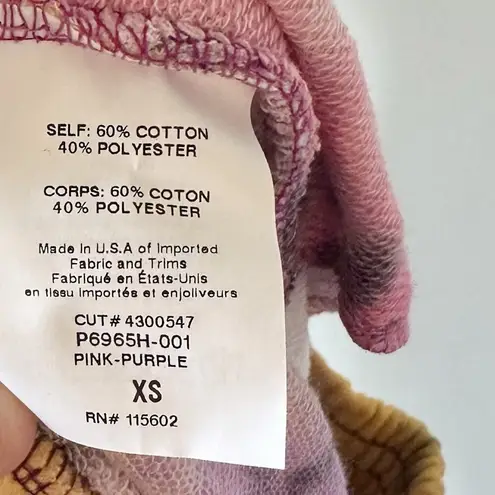 SELF: 60% COTTON
40% POLYESTER
CORPS: 60% COTON
40% POLYESTER
Made in U.S.A of Imported
Fabric and Trims
Fabriqué en États-Unis
en tissu importés et enjoliveurs
CUT# 4300547
P6965H-001
PINK-PURPLE
XS
RN# 115602